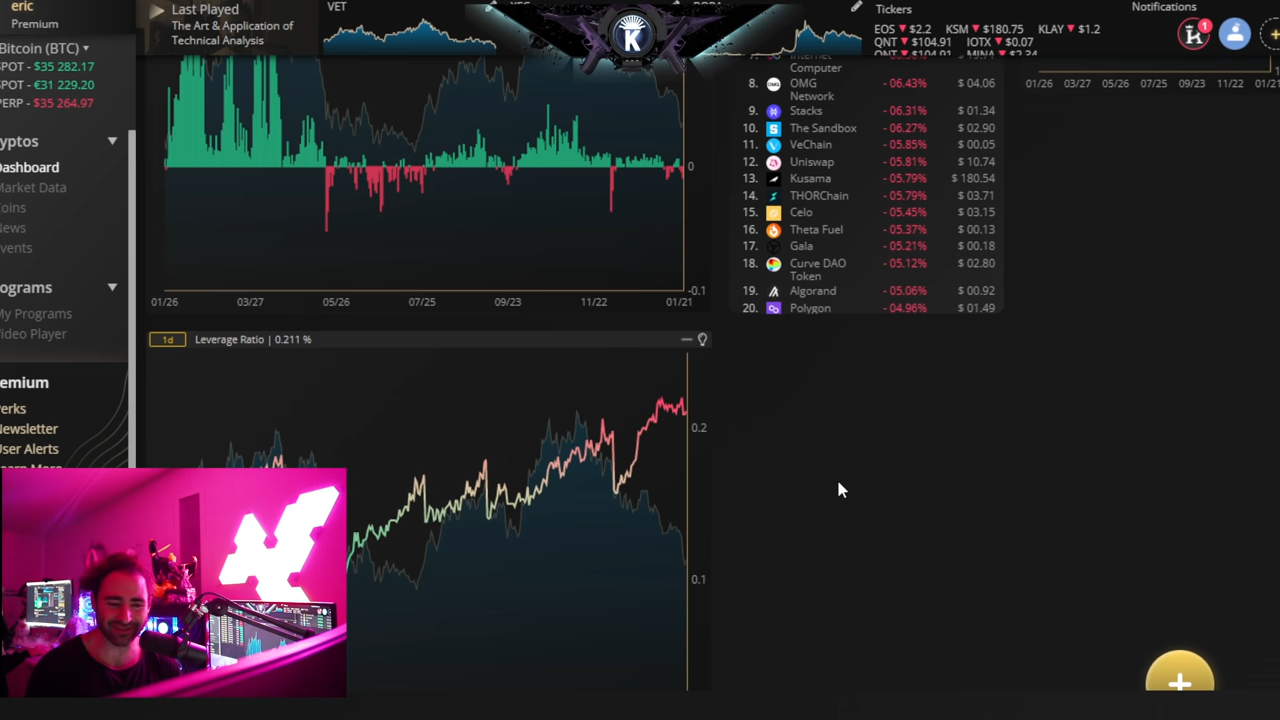 eric
Premium
Bitcoin (BTC)
SPOT - $35 282.17
SPOT - €31 229.20
PERP - $35 264.97
yptos
Dashboard
Market Data
oins
News
vents
ograms
My Programs
Video Player
emium
Perks
Newsletter
User Alerts
Last Played
The Art & Application of
Technical Analysis
VET
K
Tickers
EOS $2.2 KSM $180.75 KLAY $1.2
QNT $104.91 IOTX $0.07
Notifications
1
0
-0.1
01/26 03/27 05/26 07/25 09/23 11/22 01/21
1d Leverage Ratio | 0.211 %
0.2
0.1
Computer
8. OMG Network - 06.43% $ 04.06
9. Stacks - 06.31% $ 01.34
10. The Sandbox - 06.27% $ 02.90
11. VeChain - 05.85% $ 00.05
12. Uniswap - 05.81% $ 10.74
13. Kusama - 05.79% $ 180.54
14. THORChain - 05.79% $ 03.71
15. Celo - 05.45% $ 03.15
16. Theta Fuel - 05.37% $ 00.13
17. Gala - 05.21% $ 00.18
18. Curve DAO Token - 05.12% $ 02.80
19. Algorand - 05.06% $ 00.92
20. Polygon - 04.96% $ 01.49
01/26 03/27 05/26 07/25 09/23 11/22 01/21
+